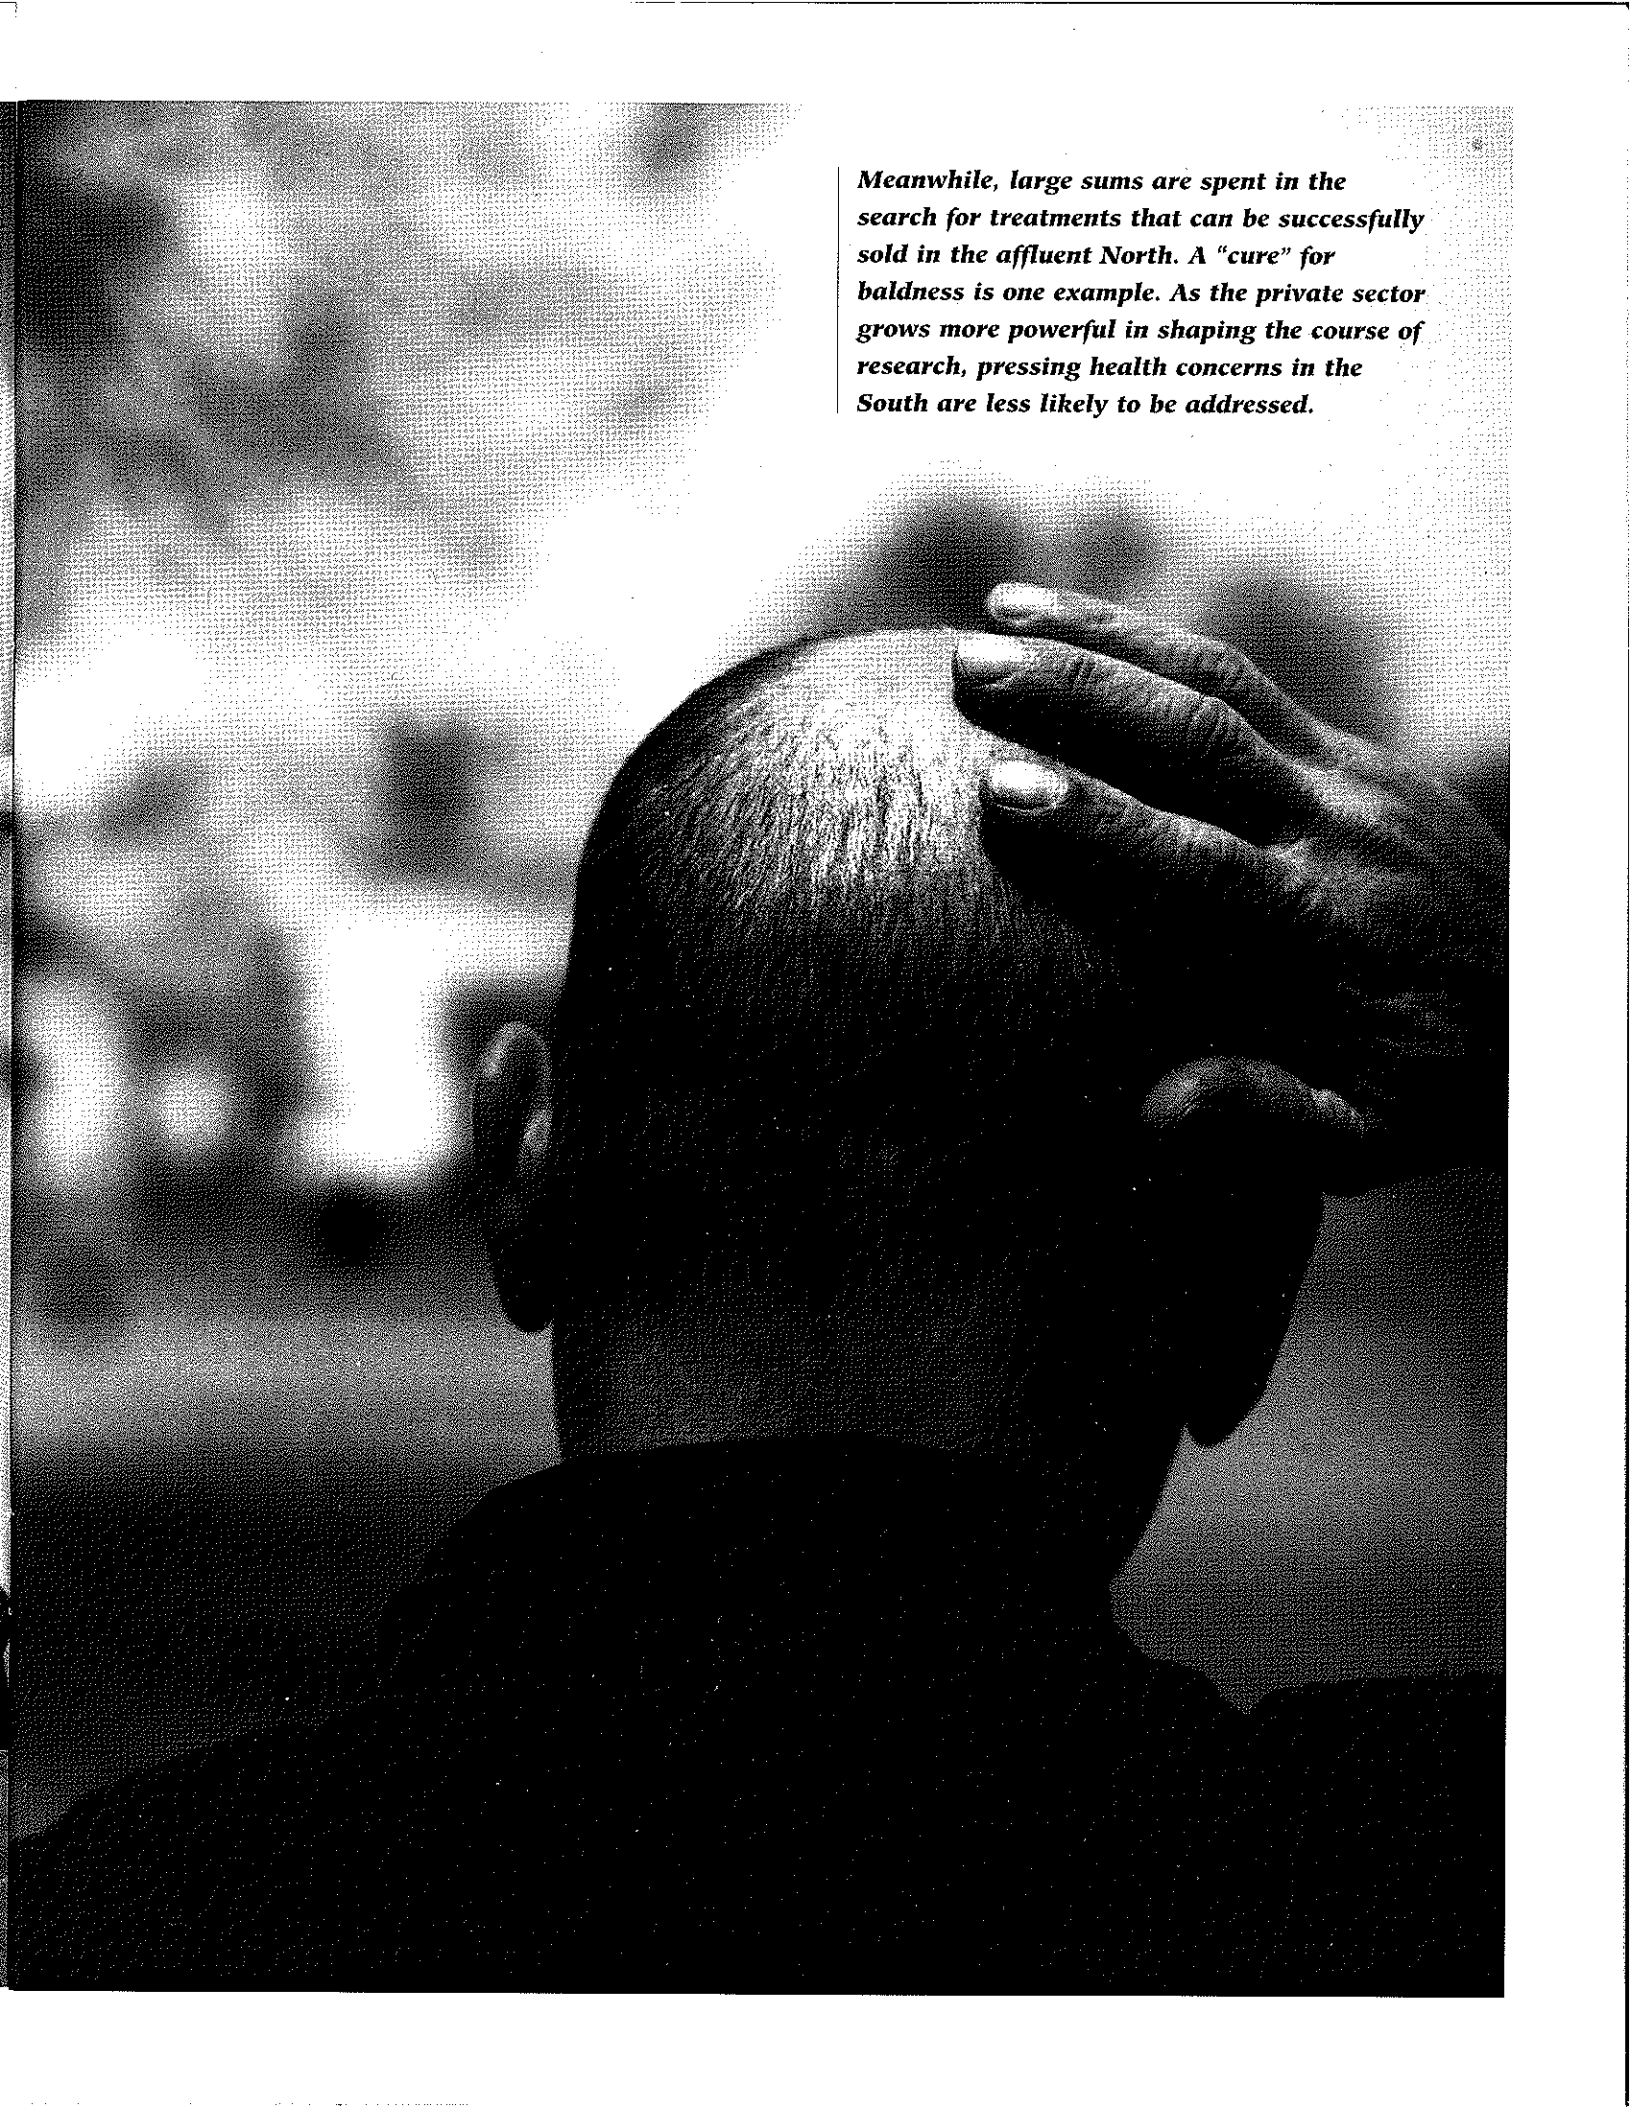 Meanwhile, large sums are spent in the
search for treatments that can be successfully
sold in the affluent North. A “cure” for
baldness is one example. As the private sector
grows more powerful in shaping the course of
research, pressing health concerns in the
South are less likely to be addressed.